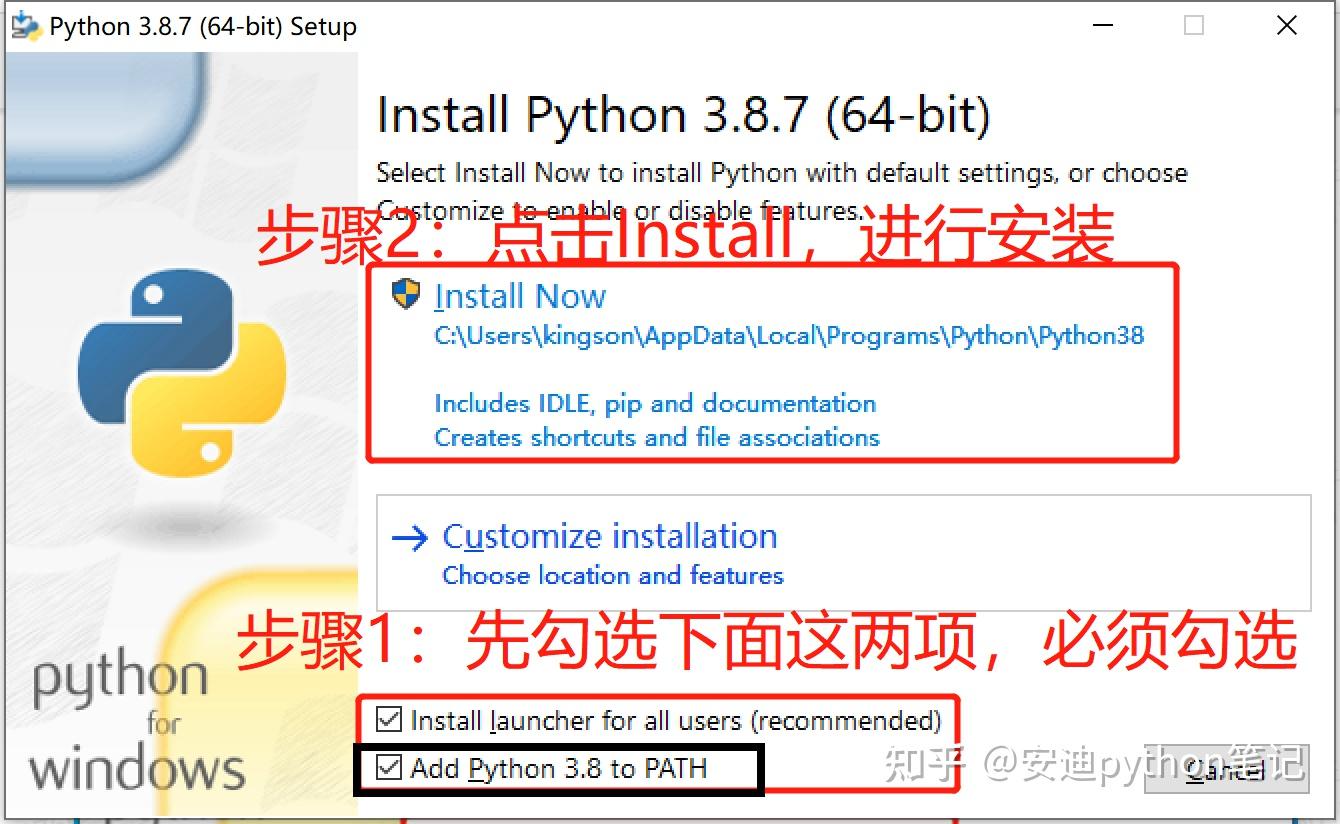 Python 3.8.7 (64-bit) Setup
Install Python 3.8.7 (64-bit)
Select Install Now to install Python with default settings, or choose
Customize to enable or disable features.
步骤2：点击Install，进行安装
Install Now
C:\Users\kingson\AppData\Local\Programs\Python\Python38
Includes IDLE, pip and documentation
Creates shortcuts and file associations
Customize installation
Choose location and features
步骤1：先勾选下面这两项，必须勾选
python
for
windows
Install launcher for all users (recommended)
Add Python 3.8 to PATH
Cancel
知乎 @安迪python笔记